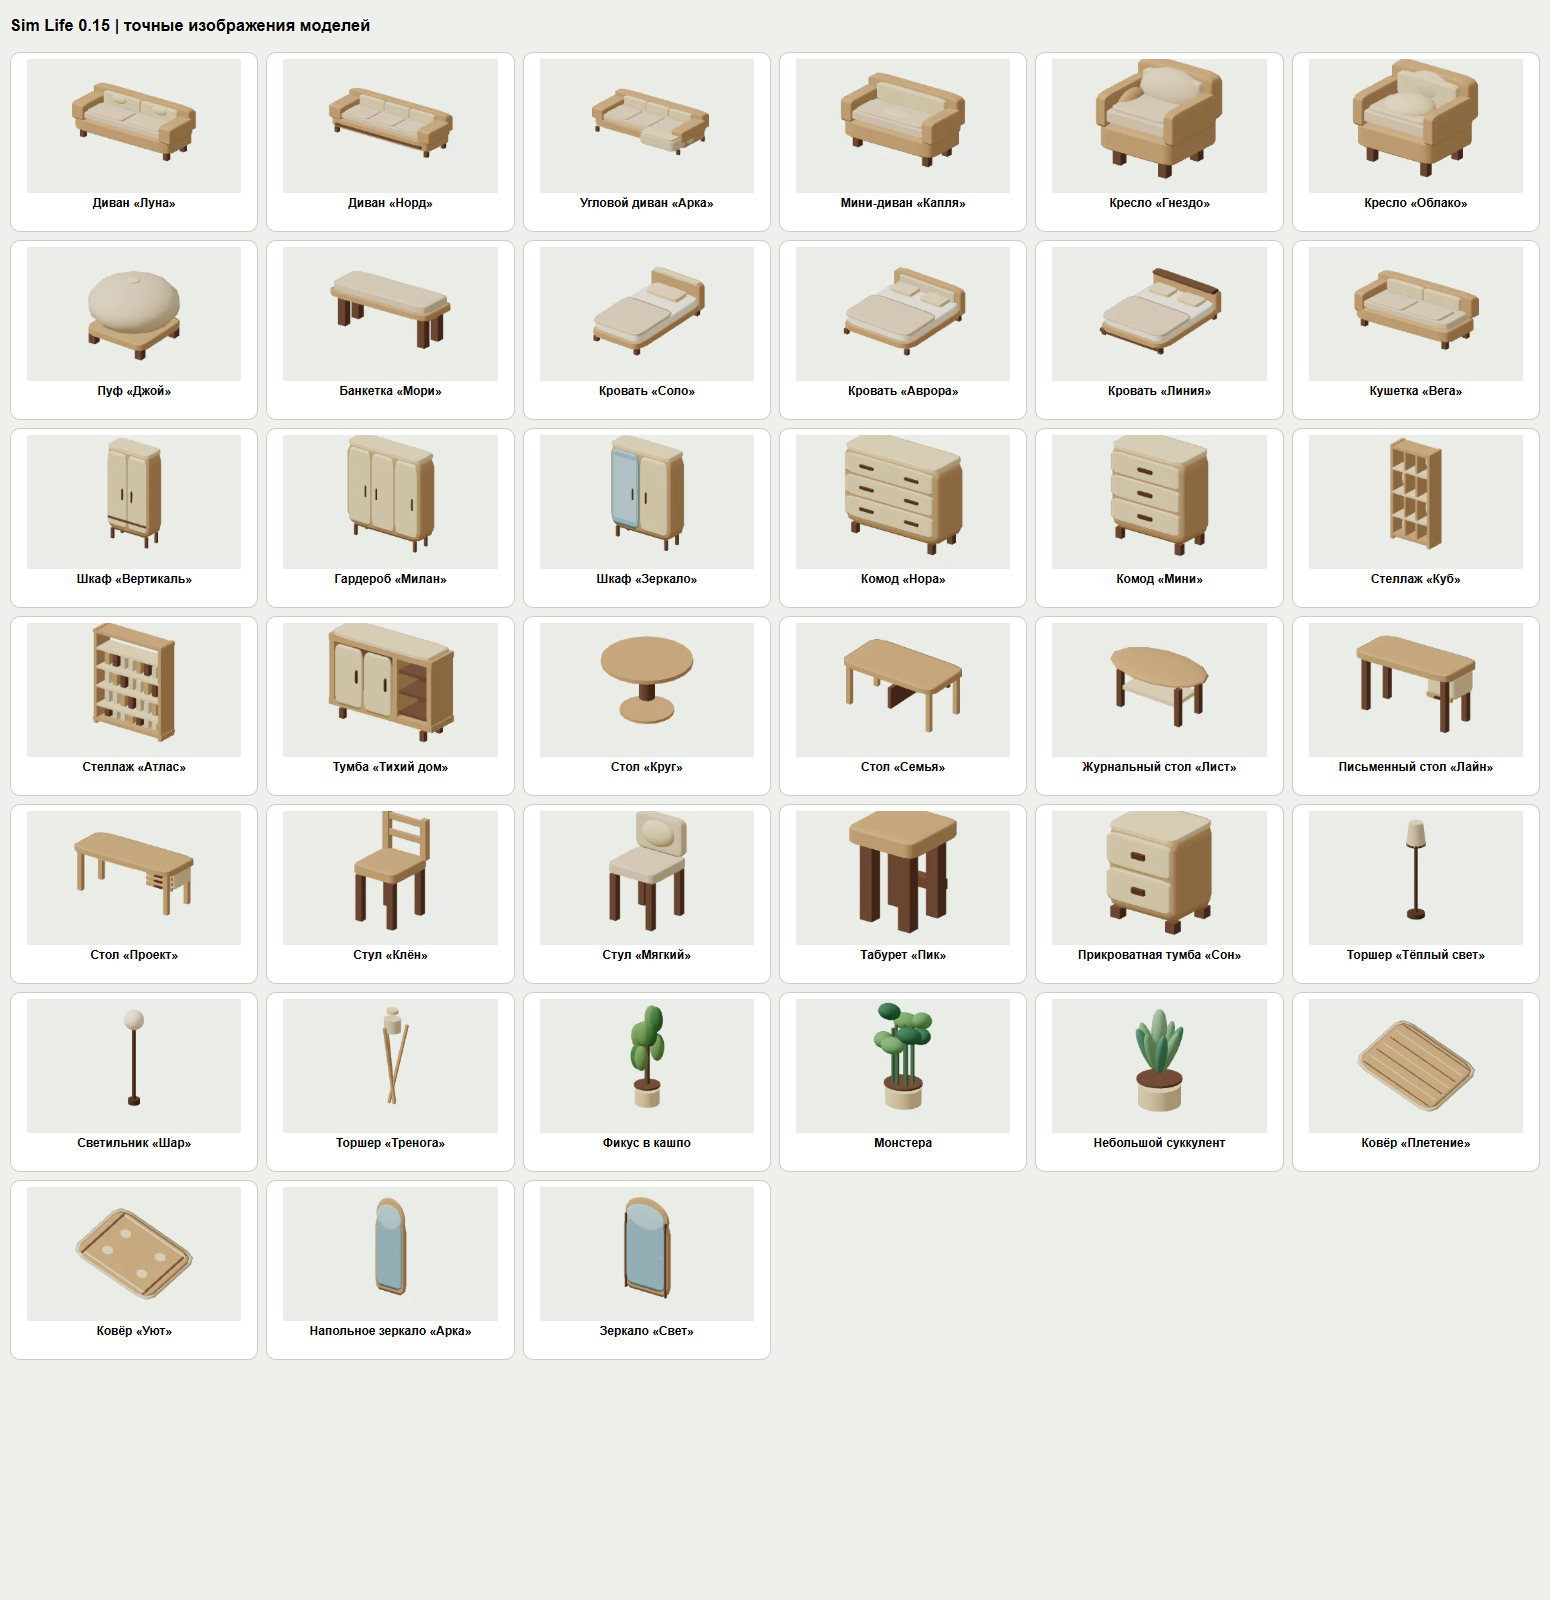 Sim Life 0.15 | точные изображения моделей
Диван «Луна»
Диван «Норд»
Угловой диван «Арка»
Мини-диван «Капля»
Кресло «Гнездо»
Кресло «Облако»
Пуф «Джой»
Банкетка «Мори»
Кровать «Соло»
Кровать «Аврора»
Кровать «Линия»
Кушетка «Вега»
Шкаф «Вертикаль»
Гардероб «Милан»
Шкаф «Зеркало»
Комод «Нора»
Комод «Мини»
Стеллаж «Куб»
Стеллаж «Атлас»
Тумба «Тихий дом»
Стол «Круг»
Стол «Семья»
Журнальный стол «Лист»
Письменный стол «Лайн»
Стол «Проект»
Стул «Клён»
Стул «Мягкий»
Табурет «Пик»
Прикроватная тумба «Сон»
Торшер «Тёплый свет»
Светильник «Шар»
Торшер «Тренога»
Фикус в кашпо
Монстера
Небольшой суккулент
Ковёр «Плетение»
Ковёр «Уют»
Напольное зеркало «Арка»
Зеркало «Свет»